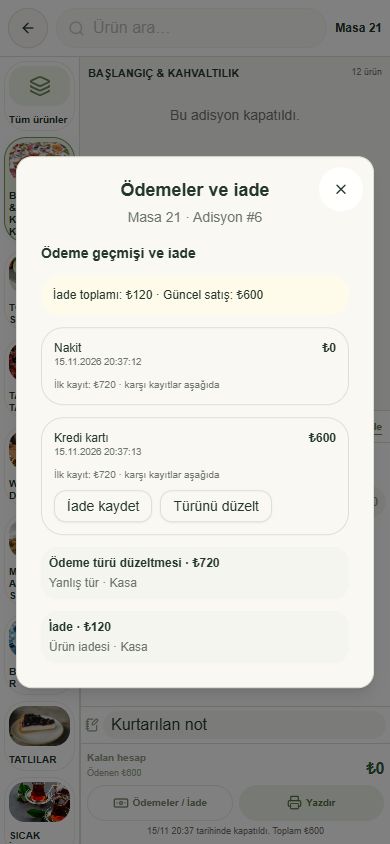 Ürün ara...
Masa 21
Tüm ürünler
BAŞLANGIÇ & KAHVALTILIK
12 ürün
Bu adisyon kapatıldı.
Ödemeler ve iade
Masa 21 · Adisyon #6
Ödeme geçmişi ve iade
İade toplamı: ₺120 · Güncel satış: ₺600
Nakit
₺0
15.11.2026 20:37:12
İlk kayıt: ₺720 · karşı kayıtlar aşağıda
Kredi kartı
₺600
15.11.2026 20:37:13
İlk kayıt: ₺720 · karşı kayıtlar aşağıda
İade kaydet
Türünü düzelt
Ödeme türü düzeltmesi · ₺720
Yanlış tür · Kasa
İade · ₺120
Ürün iadesi · Kasa
TATLILAR
SICAK
Kurtarılan not
Kalan hesap
Ödenen ₺600
₺0
Ödemeler / İade
Yazdır
15/11 20:37 tarihinde kapatıldı. Toplam ₺600